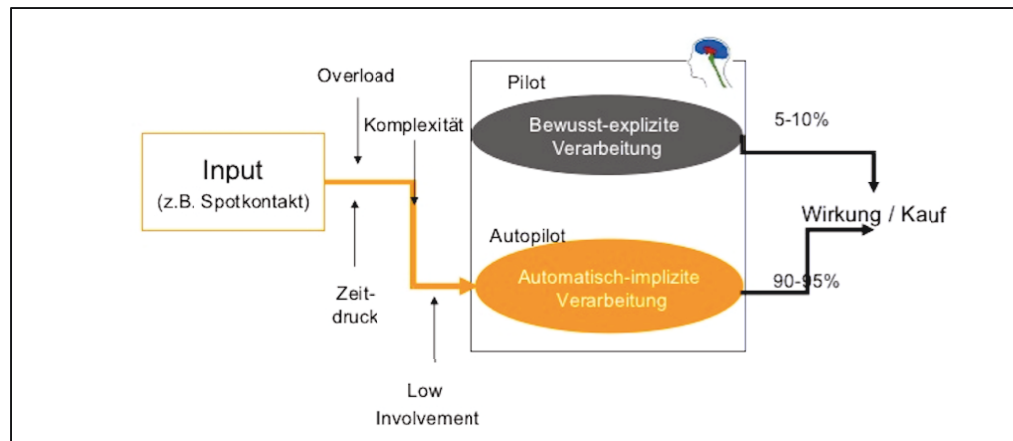 Overload
Komplexität
Input
(z.B. Spotkontakt)
Zeit-
druck
Low
Involvement
Pilot
Bewusst-explizite
Verarbeitung
Autopilot
Automatisch-implizite
Verarbeitung
5-10%
90-95%
Wirkung / Kauf